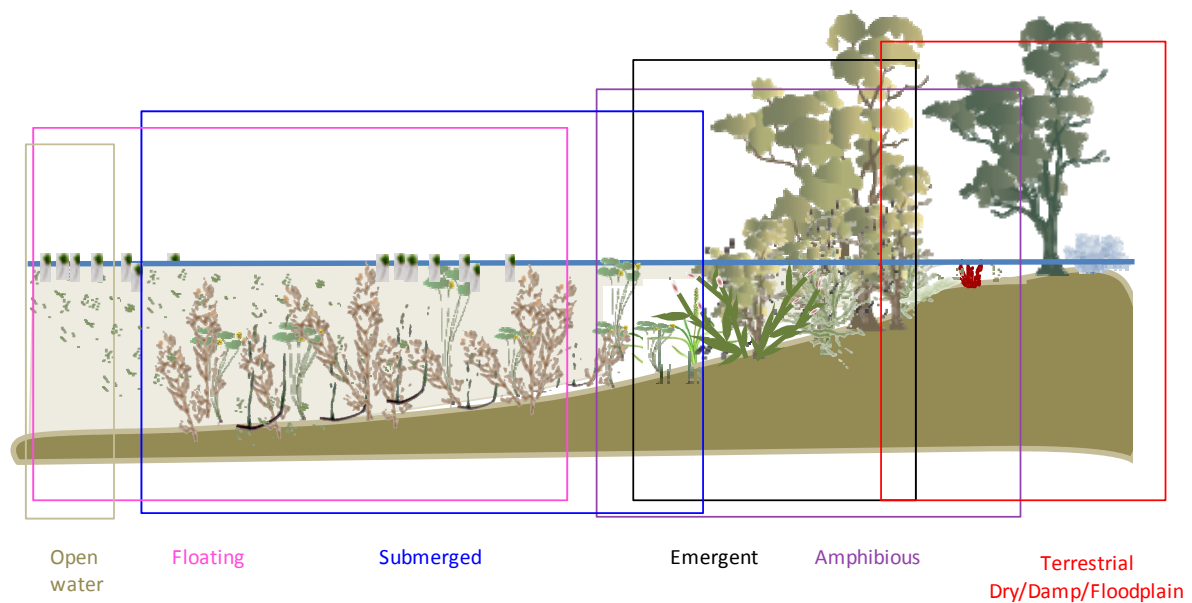 Open
water
Floating
Submerged
Emergent
Amphibious
Terrestrial
Dry/Damp/Floodplain